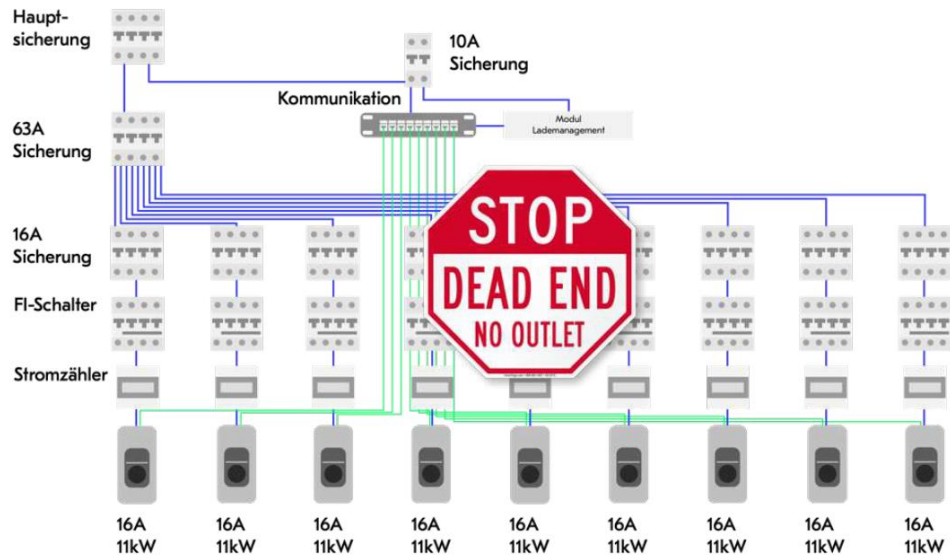 Haupt-
sicherung
10A
Sicherung
Kommunikation
Modul
Lademanagement
63A
Sicherung
STOP
DEAD END
NO OUTLET
16A
Sicherung
FI-Schalter
Stromzähler
16A
11kW
16A
11kW
16A
11kW
16A
11kW
16A
11kW
16A
11kW
16A
11kW
16A
11kW
16A
11kW